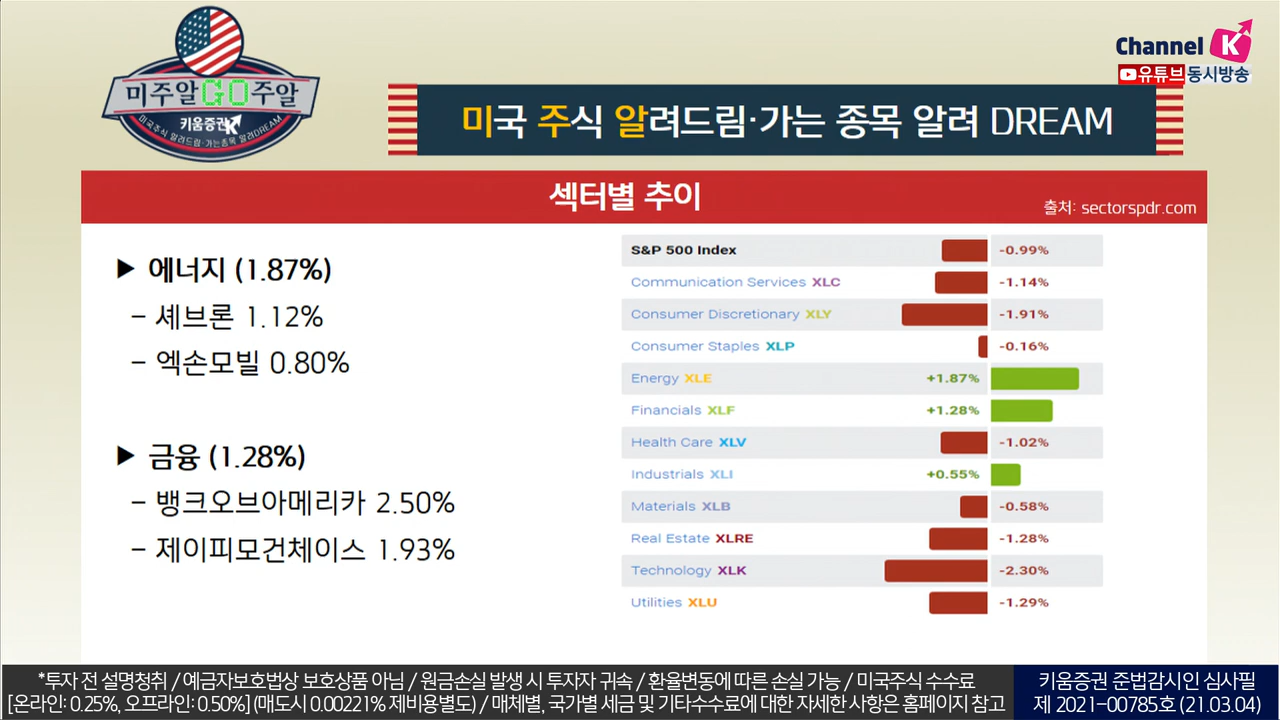 미주알GO주알
키움증권
미국주식 알려드림·가는종목 알려DREAM
Channel K
유튜브 동시방송
미국 주식 알려드림·가는 종목 알려 DREAM
섹터별 추이
출처: sectorspdr.com
▶ 에너지 (1.87%)
– 셰브론 1.12%
– 엑손모빌 0.80%
▶ 금융 (1.28%)
– 뱅크오브아메리카 2.50%
– 제이피모건체이스 1.93%
S&P 500 Index -0.99%
Communication Services XLC -1.14%
Consumer Discretionary XLY -1.91%
Consumer Staples XLP -0.16%
Energy XLE +1.87%
Financials XLF +1.28%
Health Care XLV -1.02%
Industrials XLI +0.55%
Materials XLB -0.58%
Real Estate XLRE -1.28%
Technology XLK -2.30%
Utilities XLU -1.29%
*투자 전 설명청취 / 예금자보호법상 보호상품 아님 / 원금손실 발생 시 투자자 귀속 / 환율변동에 따른 손실 가능 / 미국주식 수수료
[온라인: 0.25%, 오프라인: 0.50%] (매도시 0.00221% 제비용별도) / 매체별, 국가별 세금 및 기타수수료에 대한 자세한 사항은 홈페이지 참고
키움증권 준법감시인 심사필
제 2021-00785호 (21.03.04)